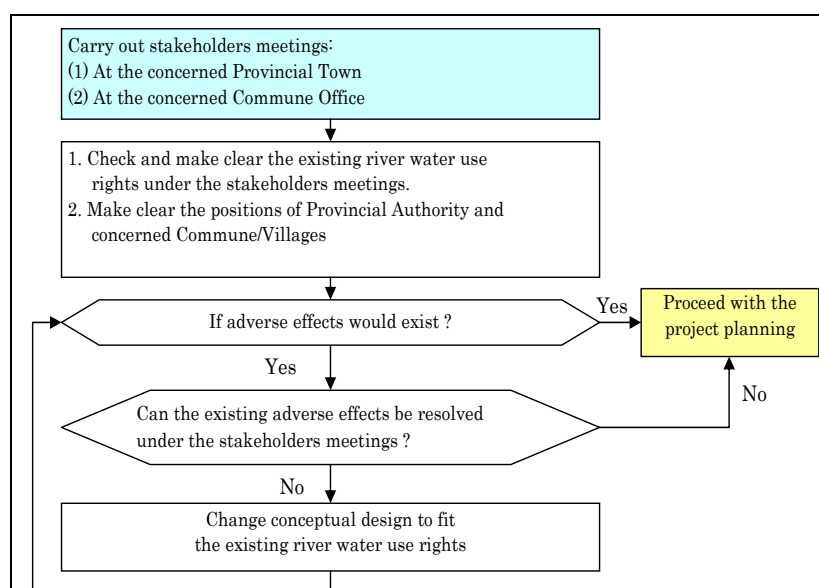 Carry out stakeholders meetings:
(1) At the concerned Provincial Town
(2) At the concerned Commune Office
1. Check and make clear the existing river water use
rights under the stakeholders meetings.
2. Make clear the positions of Provincial Authority and
concerned Commune/Villages
If adverse effects would exist ?
Yes
Proceed with the
project planning
Yes
No
Can the existing adverse effects be resolved
under the stakeholders meetings ?
No
Change conceptual design to fit
the existing river water use rights